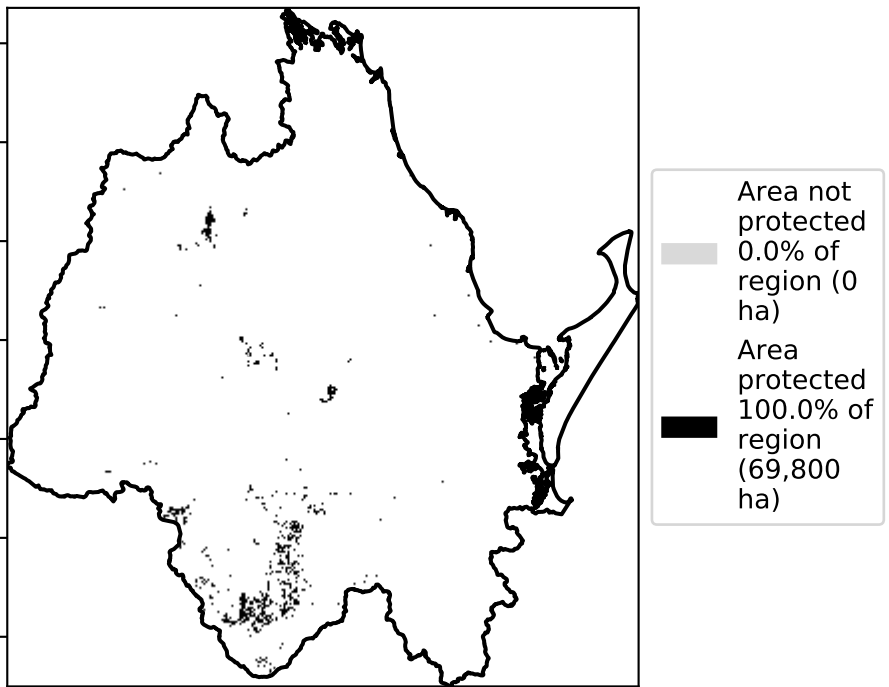 Area not
protected
0.0% of
region (0
ha)
Area
protected
100.0% of
region
(69,800
ha)